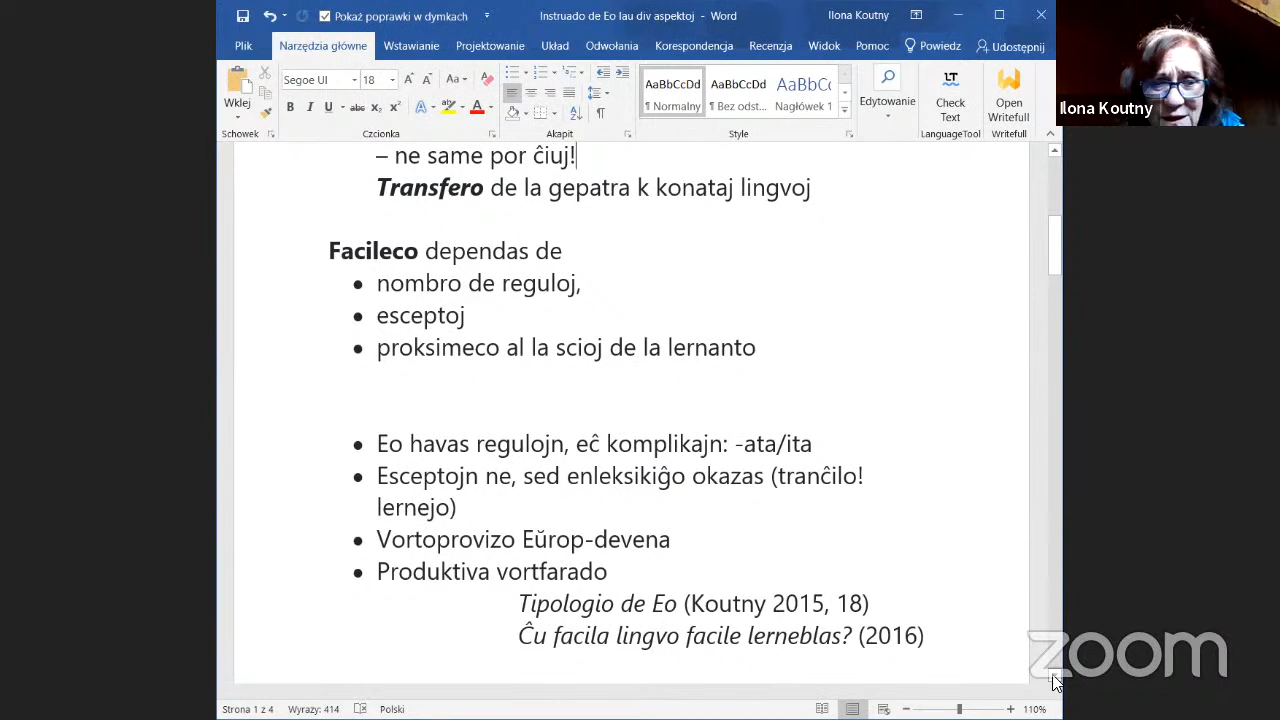 Pokaż poprawki w dymkach
Instruado de Eo lau div aspektoj - Word
Ilona Koutny
Plik
Narzędzia główne
Wstawianie
Projektowanie
Układ
Odwołania
Korespondencja
Recenzja
Widok
Pomoc
Powiedz
Udostępnij
Wklej
Schowek
Segoe UI
18
Czcionka
Akapit
AaBbCcDd
¶ Normalny
AaBbCcDd
¶ Bez odst...
AaBbCc
Nagłówek 1
Style
Edytowanie
Check
Text
LanguageTool
Open
Writefull
Writefull
Ilona Koutny
– ne same por ĉiuj!
Transfero de la gepatra k konataj lingvoj
Facileco dependas de
• nombro de reguloj,
• esceptoj
• proksimeco al la scioj de la lernanto
• Eo havas regulojn, eĉ komplikajn: -ata/ita
• Esceptojn ne, sed enleksikiĝo okazas (tranĉilo!
lernejo)
• Vortoprovizo Eŭrop-devena
• Produktiva vortfarado
Tipologio de Eo (Koutny 2015, 18)
Ĉu facila lingvo facile lerneblas? (2016)
zoom
Strona 1 z 4
Wyrazy: 414
Polski
110%